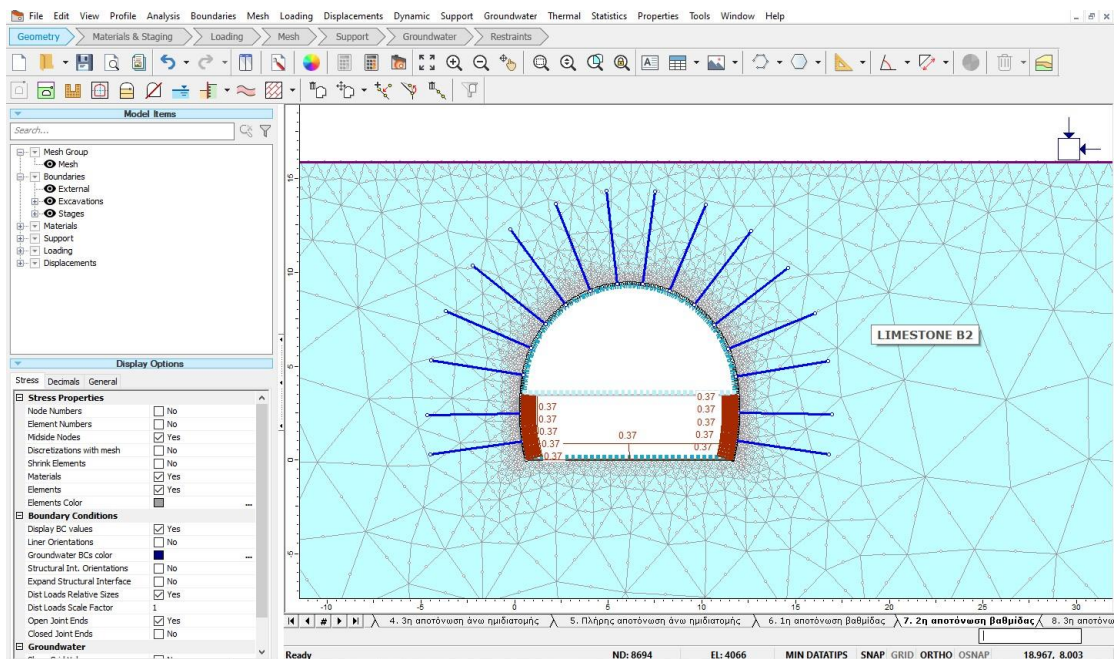 File Edit View Profile Analysis Boundaries Mesh Loading Displacements Dynamic Support Groundwater Thermal Statistics Properties Tools Window Help
Geometry Materials & Staging Loading Mesh Support Groundwater Restraints
Model Items
Search...
Mesh Group
Mesh
Boundaries
External
Excavations
Stages
Materials
Support
Loading
Displacements
Display Options
Stress Decimals General
Stress Properties
Node Numbers No
Element Numbers No
Midside Nodes Yes
Discretizations with mesh No
Shrink Elements No
Materials Yes
Elements Yes
Elements Color ...
Boundary Conditions
Display BC values Yes
Liner Orientations No
Groundwater BCs color ...
Structural Int. Orientations No
Expand Structural Interface No
Dist Loads Relative Sizes Yes
Dist Loads Scale Factor 1
Open Joint Ends Yes
Closed Joint Ends No
Groundwater
15
10
5
0
-5
LIMESTONE B2
0.37 0.37
0.37 0.37
0.37 0.37
0.37 0.37 0.37
0.37 0.37
-10 -5 0 5 10 15 20 25 30
4. 3η αποτόνωση άνω ημιδιατομής 5. Πλήρης αποτόνωση άνω ημιδιατομής 6. 1η αποτόνωση βαθμίδας 7. 2η αποτόνωση βαθμίδας 8. 3η αποτόνω
Ready ND: 8694 EL: 4066 MIN DATATIPS SNAP GRID ORTHO OSNAP 18.967, 8.003